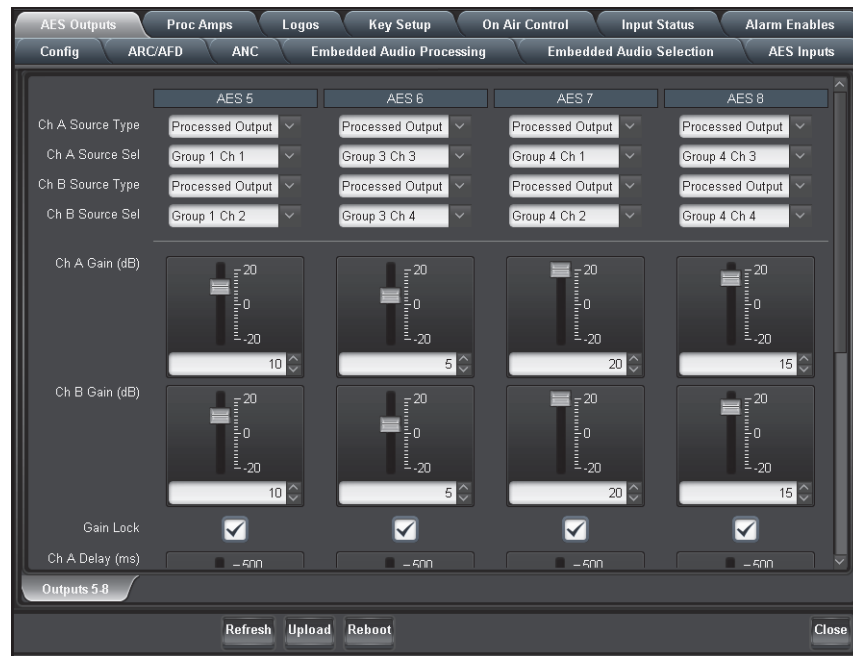 AES Outputs Proc Amps Logos Key Setup On Air Control Input Status Alarm Enables
Config ARC/AFD ANC Embedded Audio Processing Embedded Audio Selection AES Inputs
AES 5 AES 6 AES 7 AES 8
Ch A Source Type Processed Output Processed Output Processed Output Processed Output
Ch A Source Sel Group 1 Ch 1 Group 3 Ch 3 Group 4 Ch 1 Group 4 Ch 3
Ch B Source Type Processed Output Processed Output Processed Output Processed Output
Ch B Source Sel Group 1 Ch 2 Group 3 Ch 4 Group 4 Ch 2 Group 4 Ch 4
Ch A Gain (dB) 20 20 20 20
0 0 0 0
-20 -20 -20 -20
10 5 20 15
Ch B Gain (dB) 20 20 20 20
0 0 0 0
-20 -20 -20 -20
10 5 20 15
Gain Lock
Ch A Delay (ms) 500 500 500 500
Outputs 5-8
Refresh Upload Reboot Close